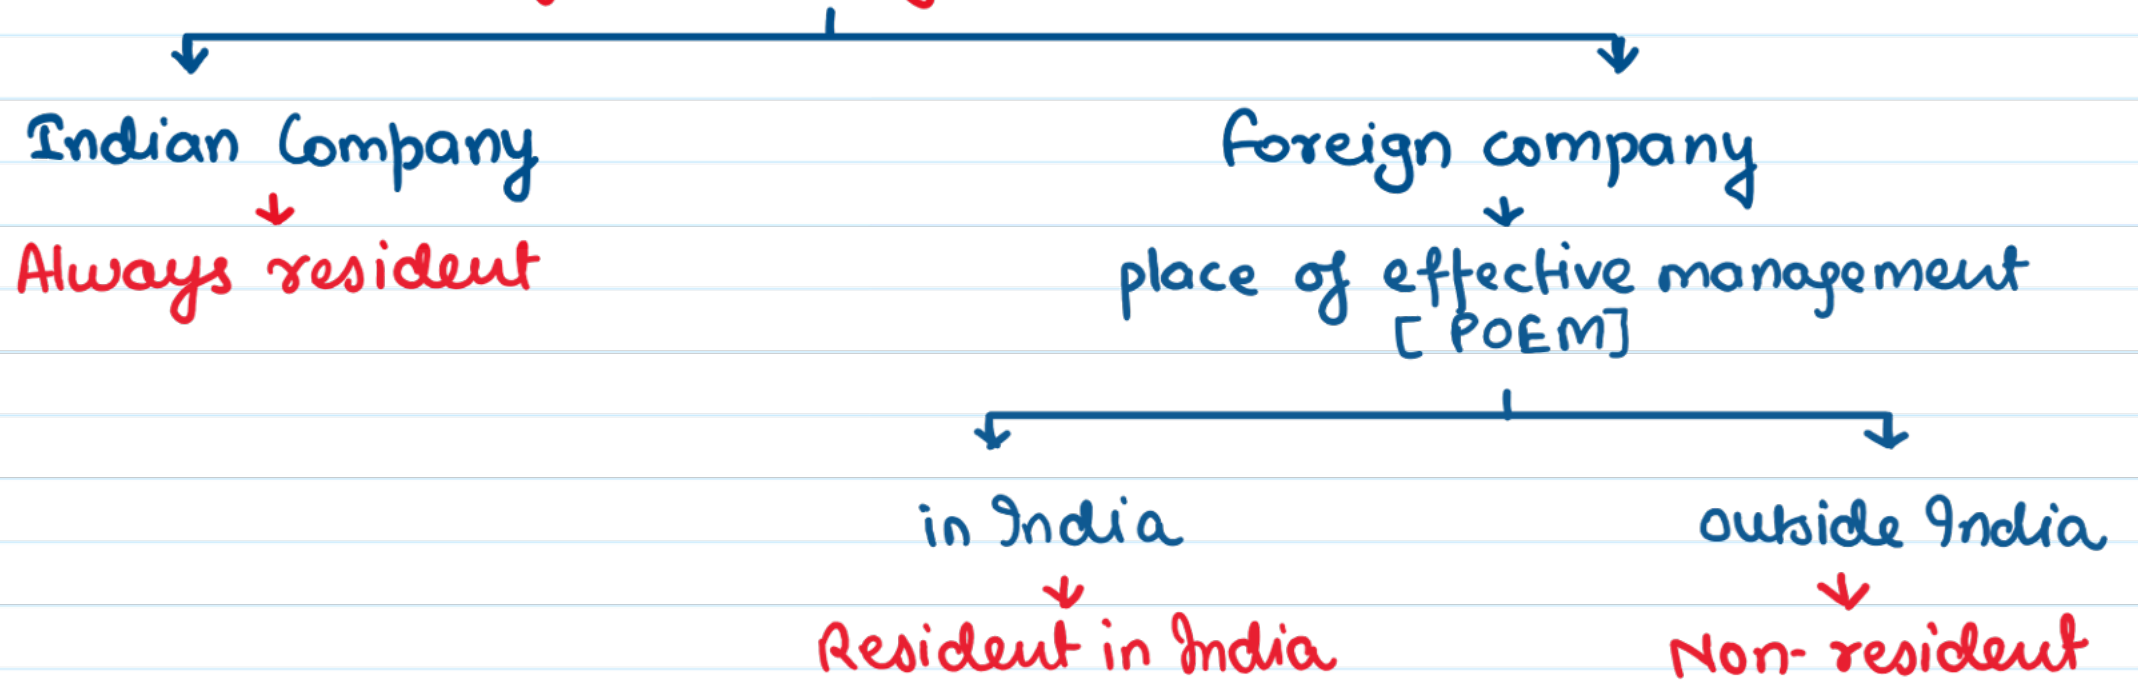 Indian Company
Foreign company
Always resident
place of effective management
[POEM]
in India
outside India
Resident in India
Non-resident